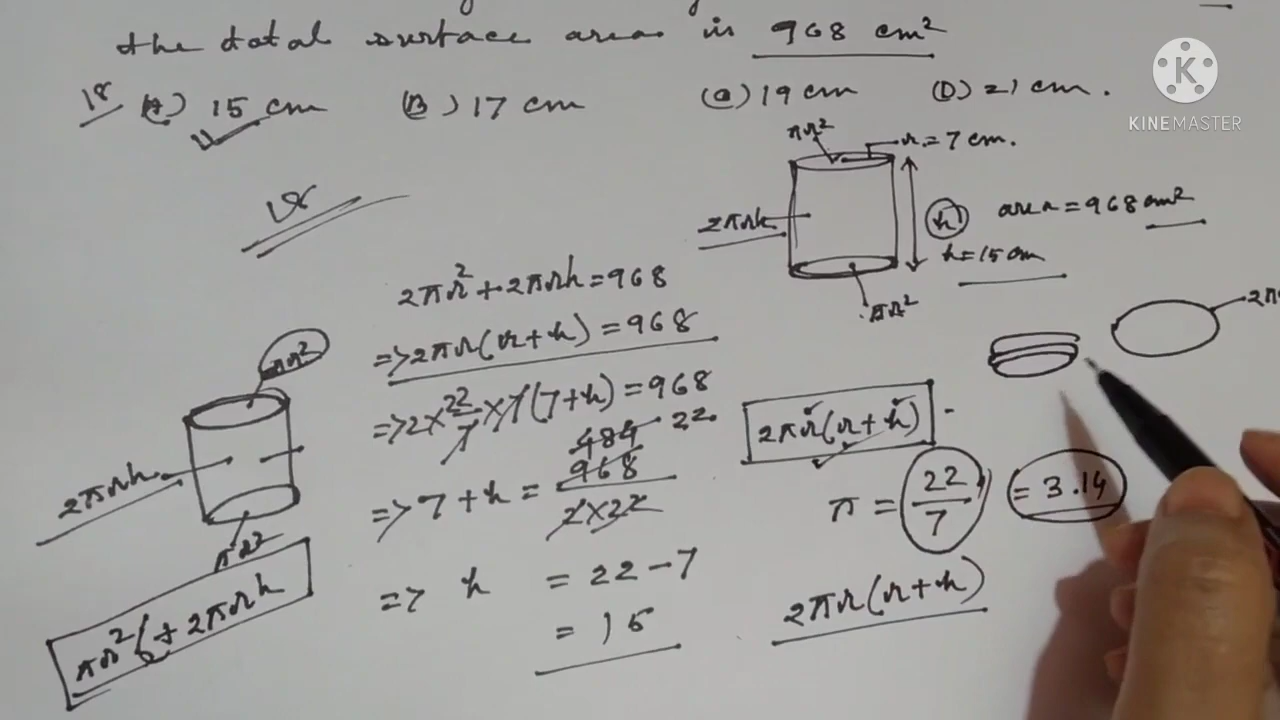 the total surface area is 968 cm²
18 (A) 15 cm (B) 17 cm (C) 19 cm (D) 21 cm.
KINEMASTER
πr²
r = 7 cm.
2πrh
h
area = 968 cm²
h = 15 cm
πr²
18
2πr² + 2πrh = 968
=> 2πr(r+h) = 968
=> 2 × 22/7 × 7(7+h) = 968
484 22
=> 7 + h = 968/2×22
=> h = 22 − 7
= 15
πr²
2πrh
πr²
πr² + 2πrh
2πr(r+h)
π = 22/7 = 3.14
2πr(r+h)